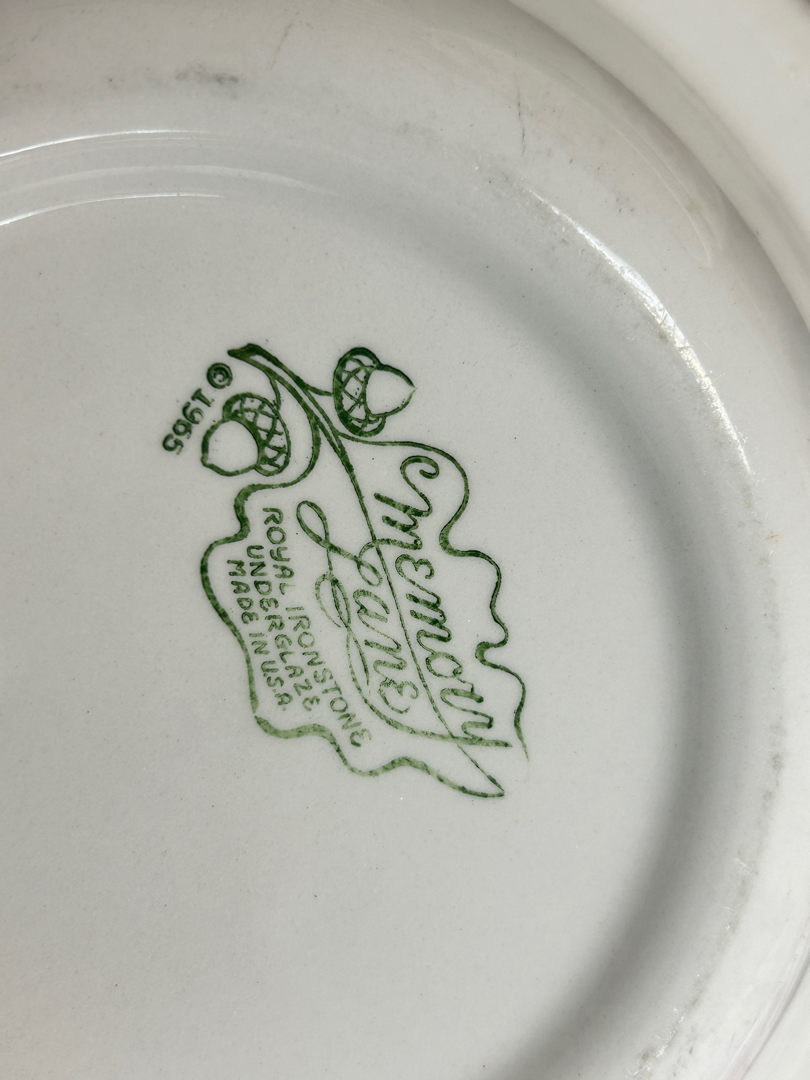 © 1965
Memory
Lane
ROYAL IRONSTONE
UNDERGLAZE
MADE IN U.S.A.